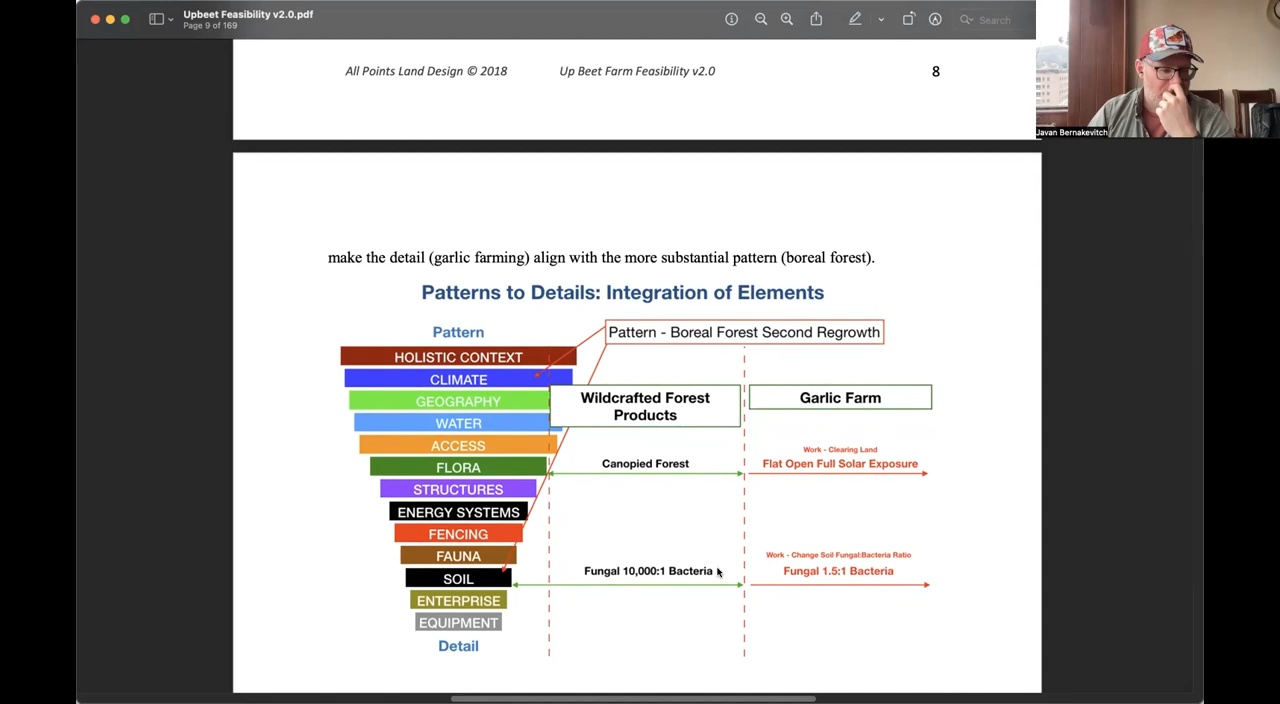 Upbeet Feasibility v2.0.pdf
Page 9 of 169
Search
Javan Bernakevitch
All Points Land Design © 2018 Up Beet Farm Feasibility v2.0 8
make the detail (garlic farming) align with the more substantial pattern (boreal forest).
Patterns to Details: Integration of Elements
Pattern
Pattern - Boreal Forest Second Regrowth
HOLISTIC CONTEXT
CLIMATE
GEOGRAPHY
WATER
ACCESS
FLORA
STRUCTURES
ENERGY SYSTEMS
FENCING
FAUNA
SOIL
ENTERPRISE
EQUIPMENT
Detail
Wildcrafted Forest
Products
Canopied Forest
Fungal 10,000:1 Bacteria
Garlic Farm
Work - Clearing Land
Flat Open Full Solar Exposure
Work - Change Soil Fungal:Bacteria Ratio
Fungal 1.5:1 Bacteria